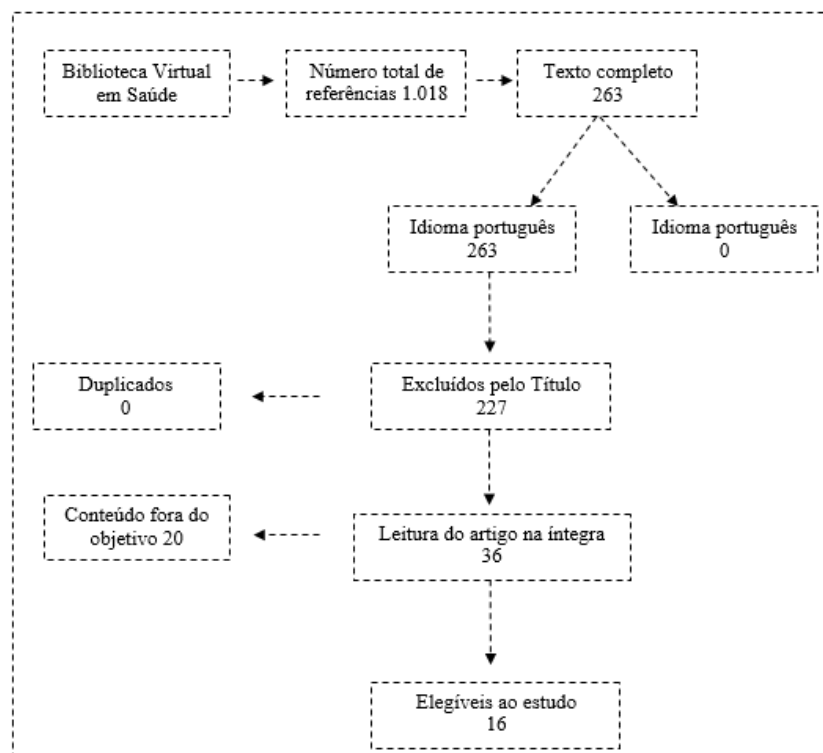 Biblioteca Virtual
em Saúde
Número total de
referências 1.018
Texto completo
263
Idioma português
263
Idioma português
0
Duplicados
0
Excluídos pelo Título
227
Conteúdo fora do
objetivo 20
Leitura do artigo na íntegra
36
Elegíveis ao estudo
16